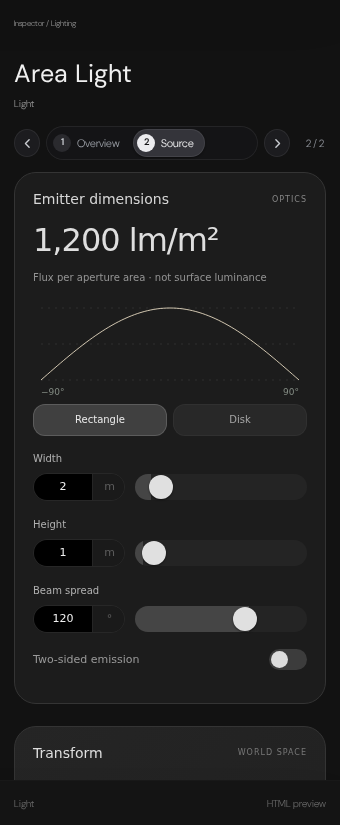 Inspector / Lighting
Area Light
Light
1 Overview 2 Source 2 / 2
Emitter dimensions OPTICS
1,200 lm/m²
Flux per aperture area · not surface luminance
−90° 90°
Rectangle Disk
Width
2 m
Height
1 m
Beam spread
120 °
Two-sided emission
Transform WORLD SPACE
Light HTML preview